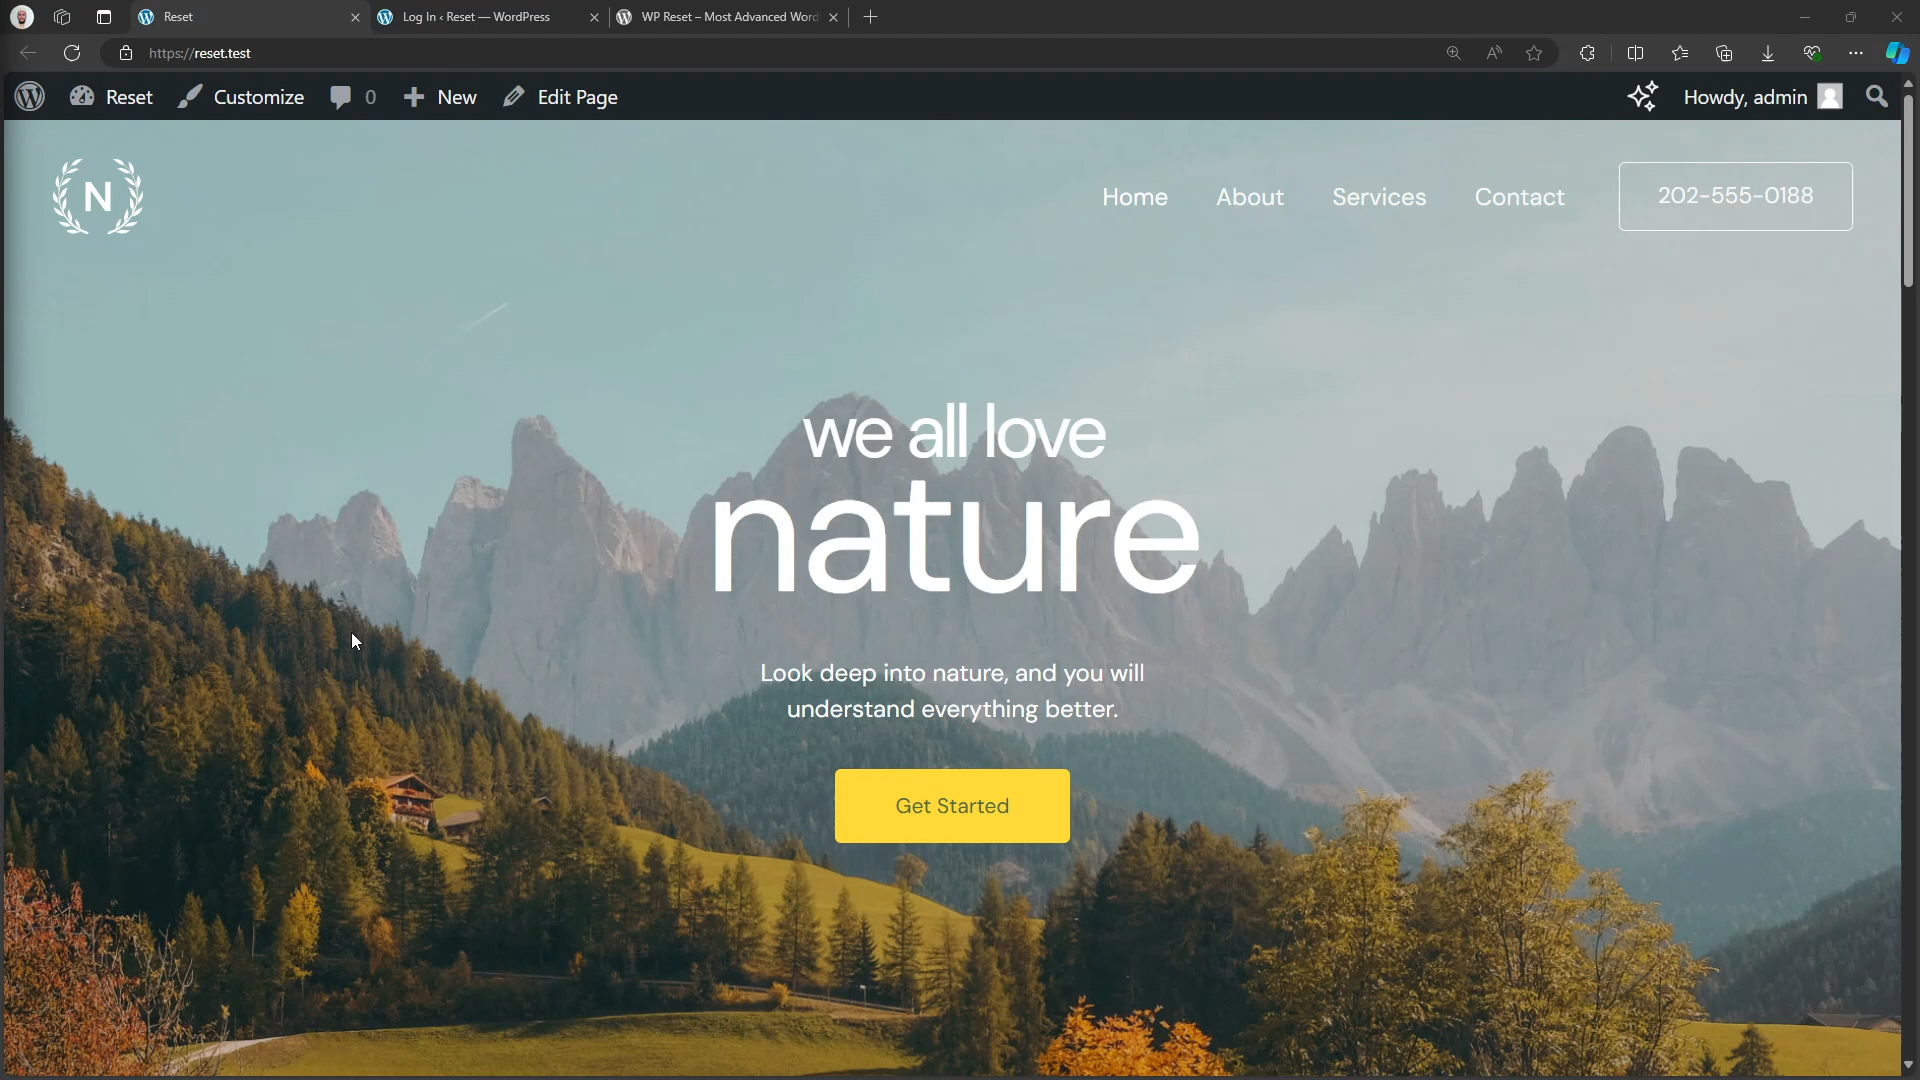 Reset
Log In ‹ Reset — WordPress
WP Reset – Most Advanced Word
https://reset.test
Reset
Customize
0
New
Edit Page
Howdy, admin
N
Home
About
Services
Contact
202-555-0188
we all love
nature
Look deep into nature, and you will
understand everything better.
Get Started